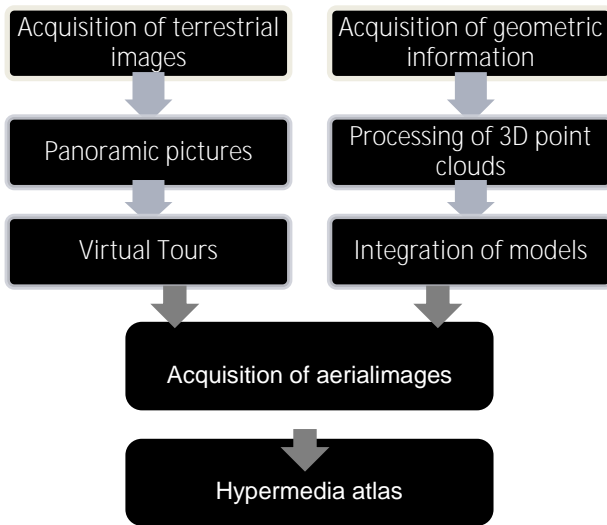 Acquisition of terrestrial
images
Acquisition of geometric
information
Panoramic pictures
Processing of 3D point
clouds
Virtual Tours
Integration of models
Acquisition of aerialimages
Hypermedia atlas